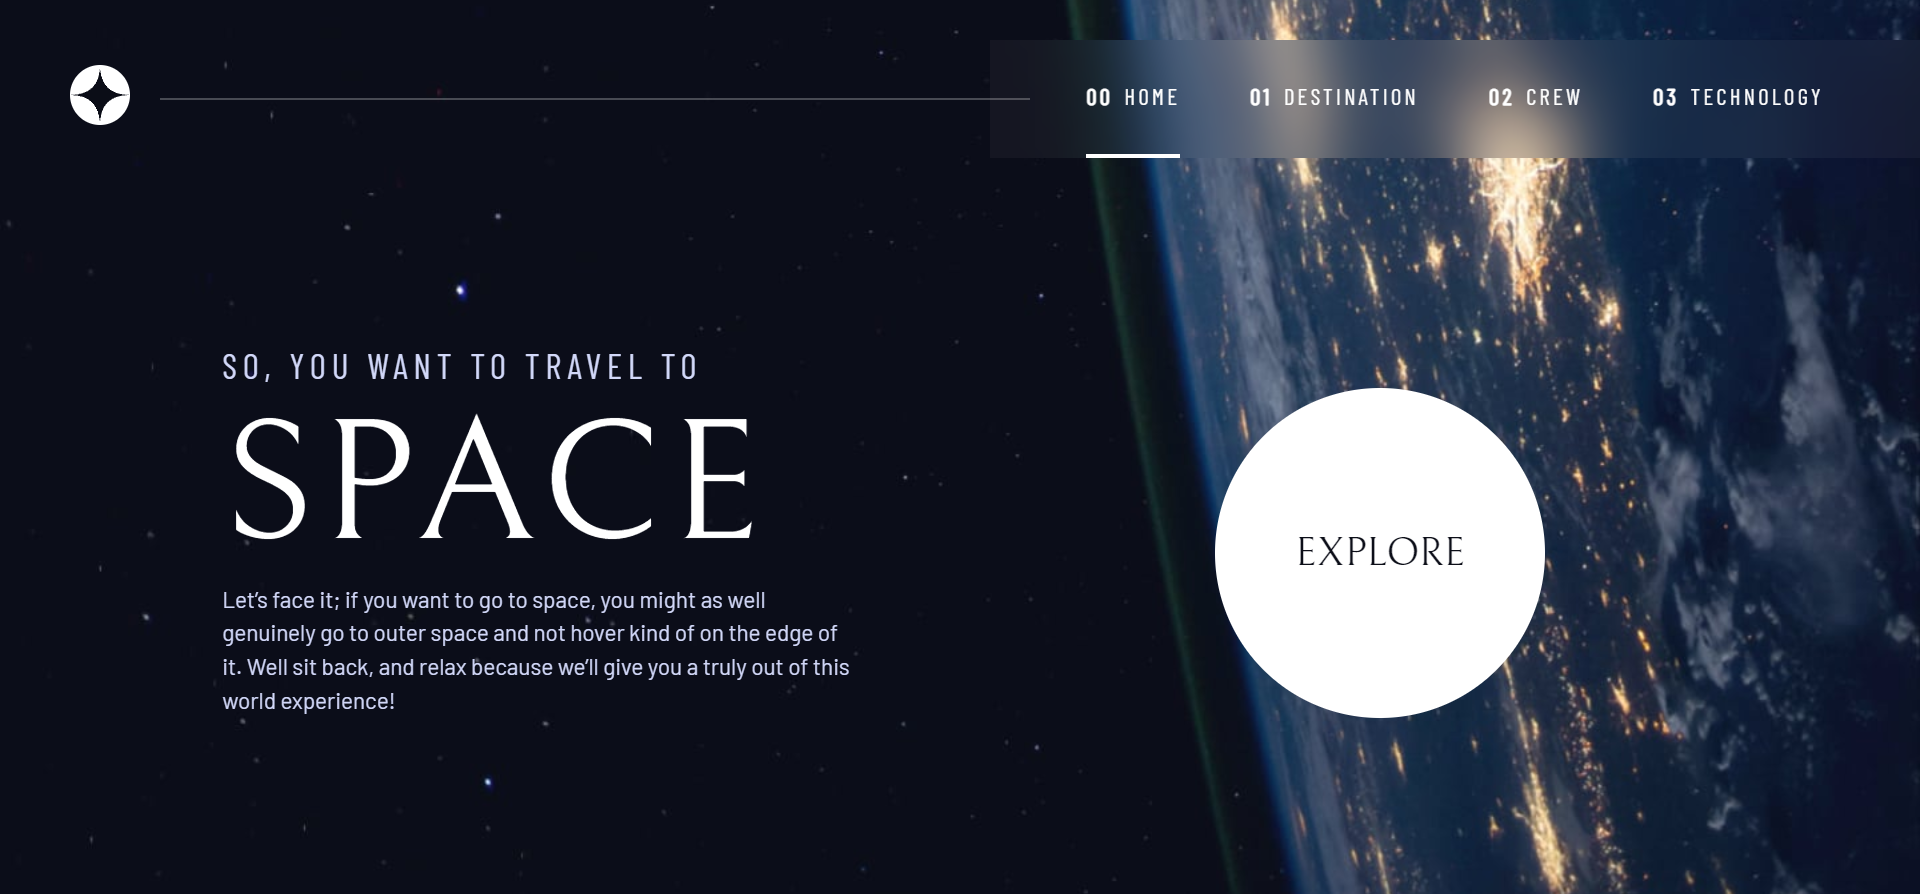 00 HOME 01 DESTINATION 02 CREW 03 TECHNOLOGY
SO, YOU WANT TO TRAVEL TO
SPACE
Let’s face it; if you want to go to space, you might as well
genuinely go to outer space and not hover kind of on the edge of
it. Well sit back, and relax because we’ll give you a truly out of this
world experience!
EXPLORE